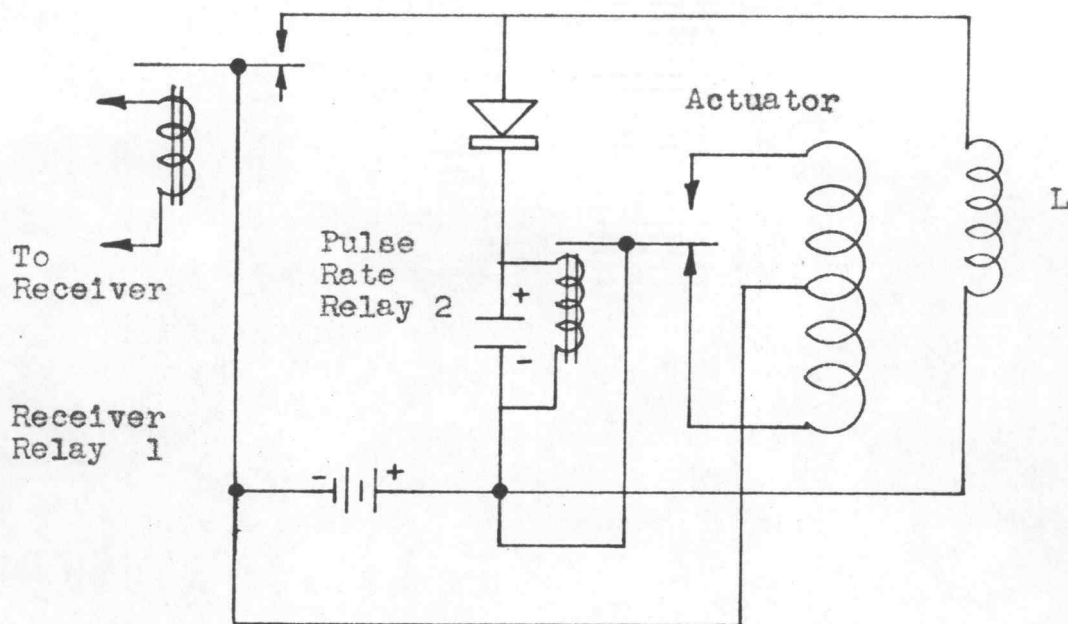 Actuator
L
To
Receiver
Pulse
Rate
Relay 2
+
-
Receiver
Relay 1
- +